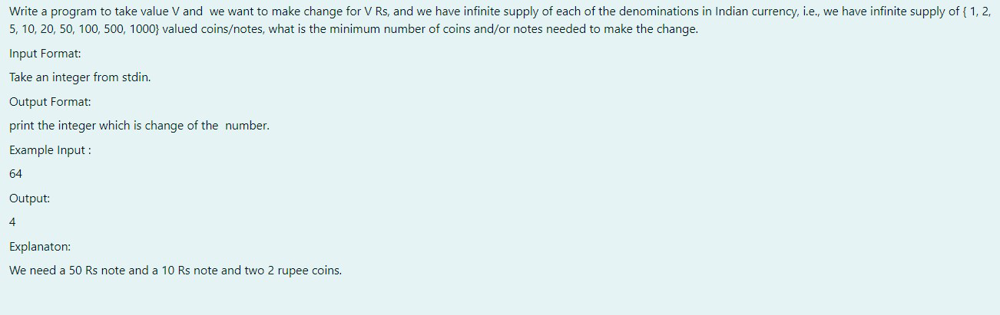 Write a program to take value V and  we want to make change for V Rs, and we have infinite supply of each of the denominations in Indian currency, i.e., we have infinite supply of { 1, 2,
5, 10, 20, 50, 100, 500, 1000} valued coins/notes, what is the minimum number of coins and/or notes needed to make the change.
Input Format:
Take an integer from stdin.
Output Format:
print the integer which is change of the  number.
Example Input :
64
Output:
4
Explanaton:
We need a 50 Rs note and a 10 Rs note and two 2 rupee coins.